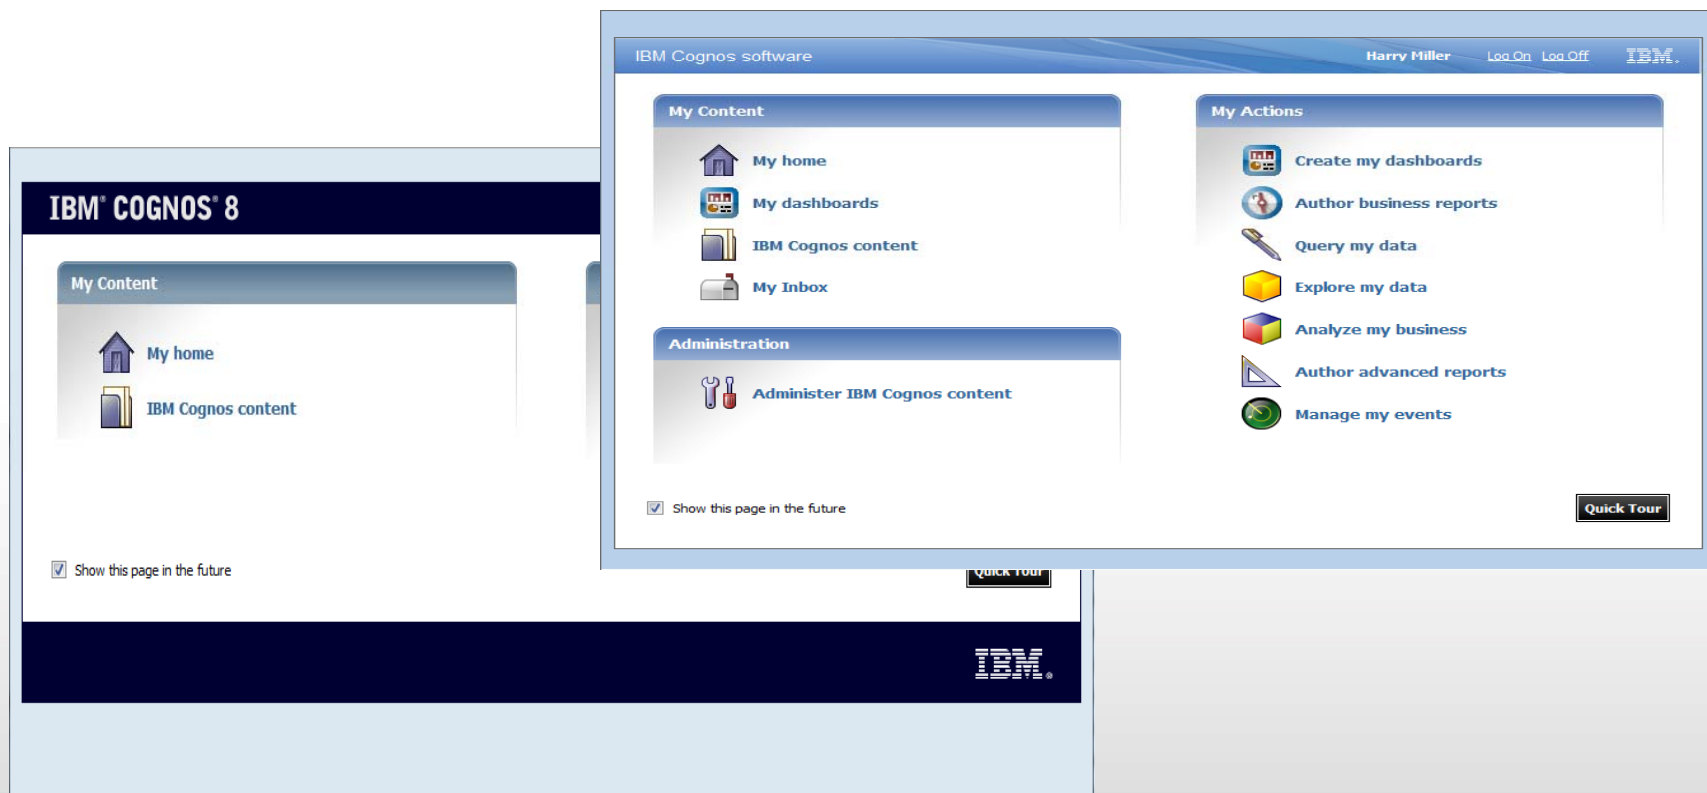 IBM Cognos software
Harry Miller Log On Log Off IBM.
My Content
My home
My dashboards
IBM Cognos content
My Inbox
Administration
Administer IBM Cognos content
My Actions
Create my dashboards
Author business reports
Query my data
Explore my data
Analyze my business
Author advanced reports
Manage my events
Show this page in the future
Quick Tour
IBM® COGNOS® 8
My Content
My home
IBM Cognos content
Show this page in the future
Quick Tour
IBM®